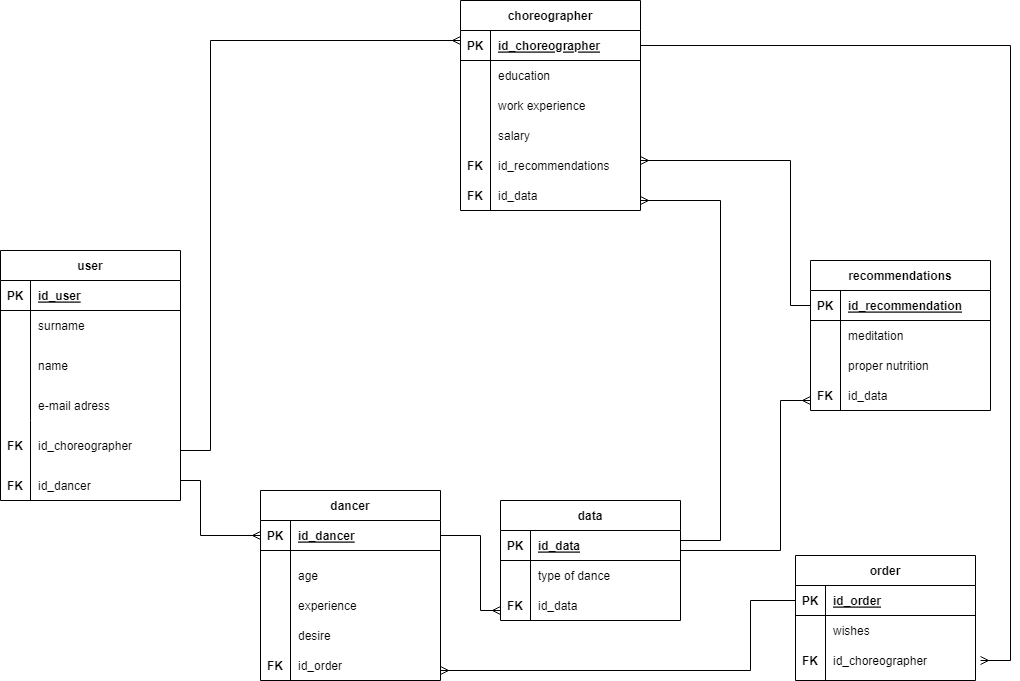 choreographer
PK id_choreographer
education
work experience
salary
FK id_recommendations
FK id_data
user
PK id_user
surname
name
e-mail adress
FK id_choreographer
FK id_dancer
recommendations
PK id_recommendation
meditation
proper nutrition
FK id_data
dancer
PK id_dancer
age
experience
desire
FK id_order
data
PK id_data
type of dance
FK id_data
order
PK id_order
wishes
FK id_choreographer